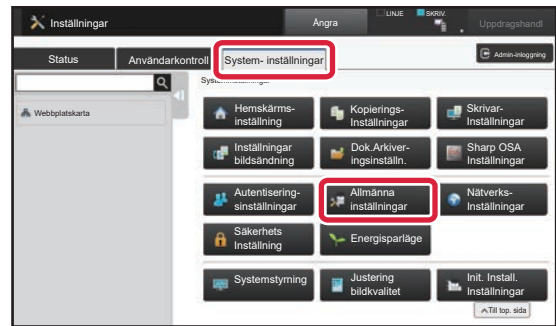 Inställningar
Ångra
LINJE
SKRIV.
Uppdragshand
Status
Användarkontroll
System- inställningar
Admin-inloggning
Systeminställningar
Webbplatskarta
Hemskärms-
inställning
Kopierings-
Inställningar
Skrivar-
Inställningar
Inställningar
bildsändning
Dok.Arkiver-
ingsinställn.
Sharp OSA
Inställningar
Autentisering-
sinställningar
Allmänna
inställningar
Nätverks-
Inställningar
Säkerhets
Inställning
Energisparläge
Systemstyrning
Justering
bildkvalitet
Init. Install.
Inställningar
Till top. sida